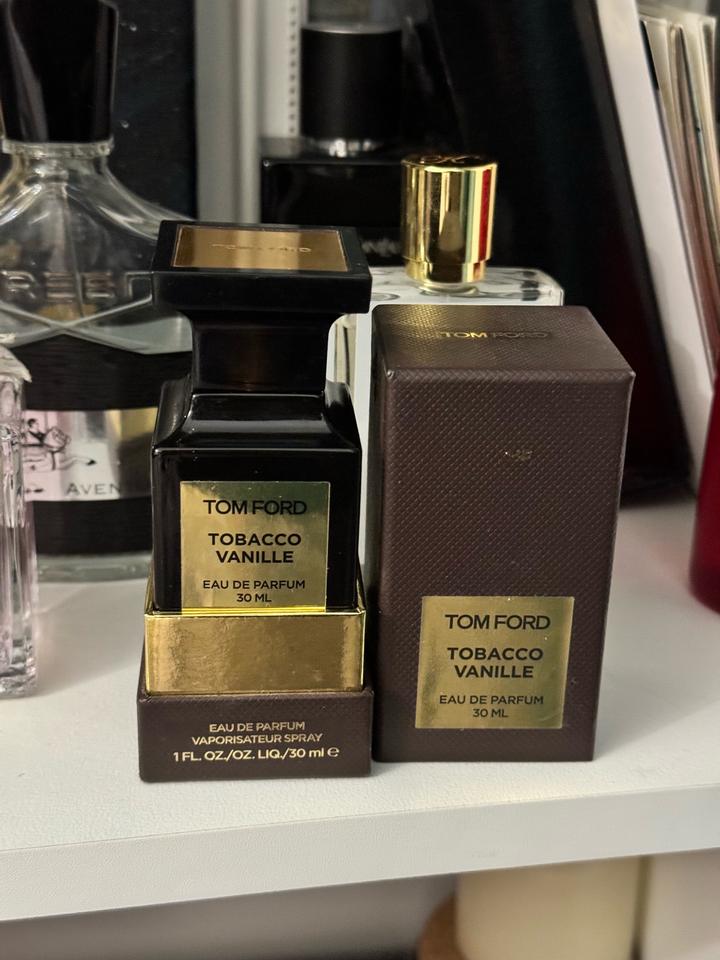 TOM FORD
TOM FORD
TOBACCO
VANILLE
EAU DE PARFUM
30 ML
EAU DE PARFUM
VAPORISATEUR SPRAY
1 FL. OZ./OZ. LIQ./30 ml ℮
TOM FORD
TOM FORD
TOBACCO
VANILLE
EAU DE PARFUM
30 ML
REED
AVEN